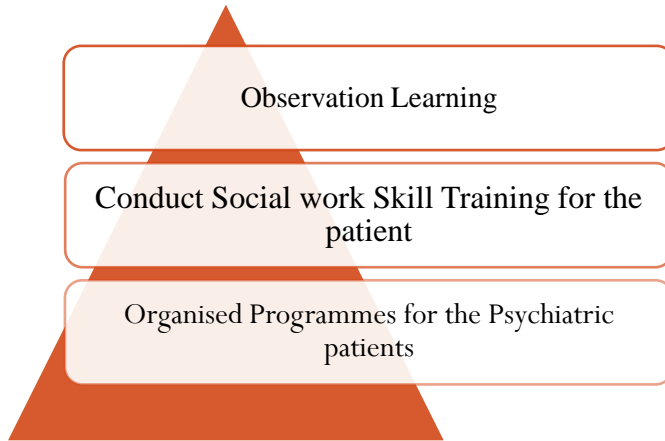 Observation Learning
Conduct Social work Skill Training for the
patient
Organised Programmes for the Psychiatric
patients